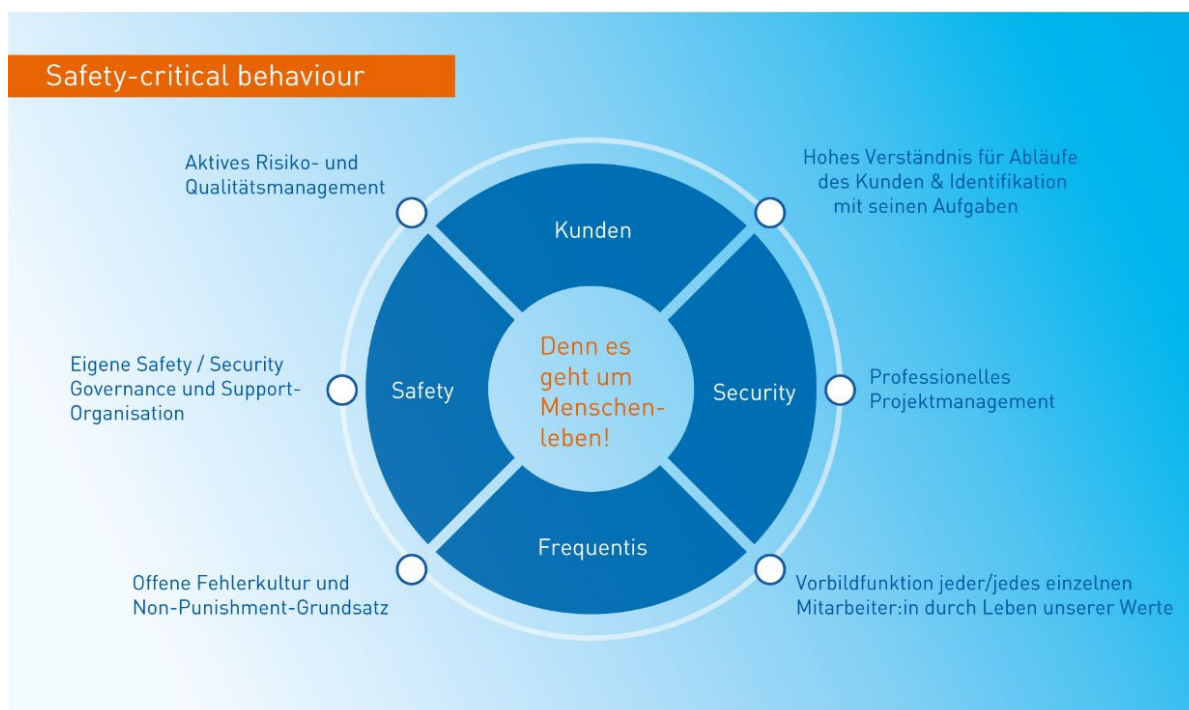 Safety-critical behaviour
Aktives Risiko- und
Qualitätsmanagement
Hohes Verständnis für Abläufe
des Kunden & Identifikation
mit seinen Aufgaben
Kunden
Eigene Safety / Security
Governance und Support-
Organisation
Safety
Denn es
geht um
Menschen-
leben!
Security
Professionelles
Projektmanagement
Frequentis
Offene Fehlerkultur und
Non-Punishment-Grundsatz
Vorbildfunktion jeder/jedes einzelnen
Mitarbeiter:in durch Leben unserer Werte